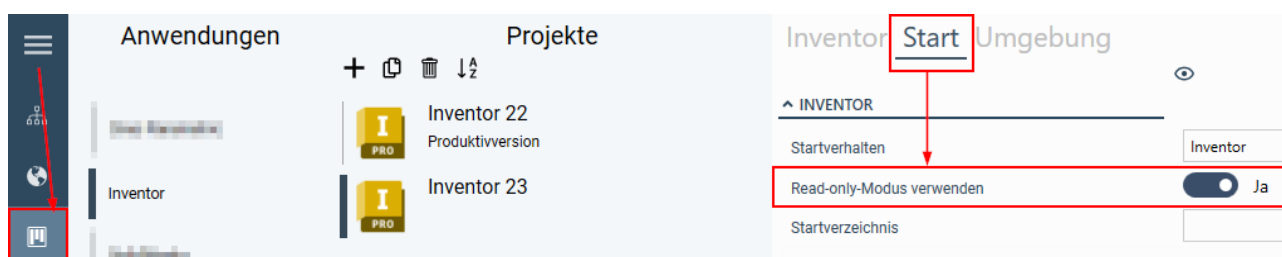 Anwendungen
Projekte
Inventor Start Umgebung
INVENTOR
Inventor 22
Produktivversion
I
PRO
Startverhalten
Inventor
Inventor
Inventor 23
I
PRO
Read-only-Modus verwenden
Ja
Startverzeichnis